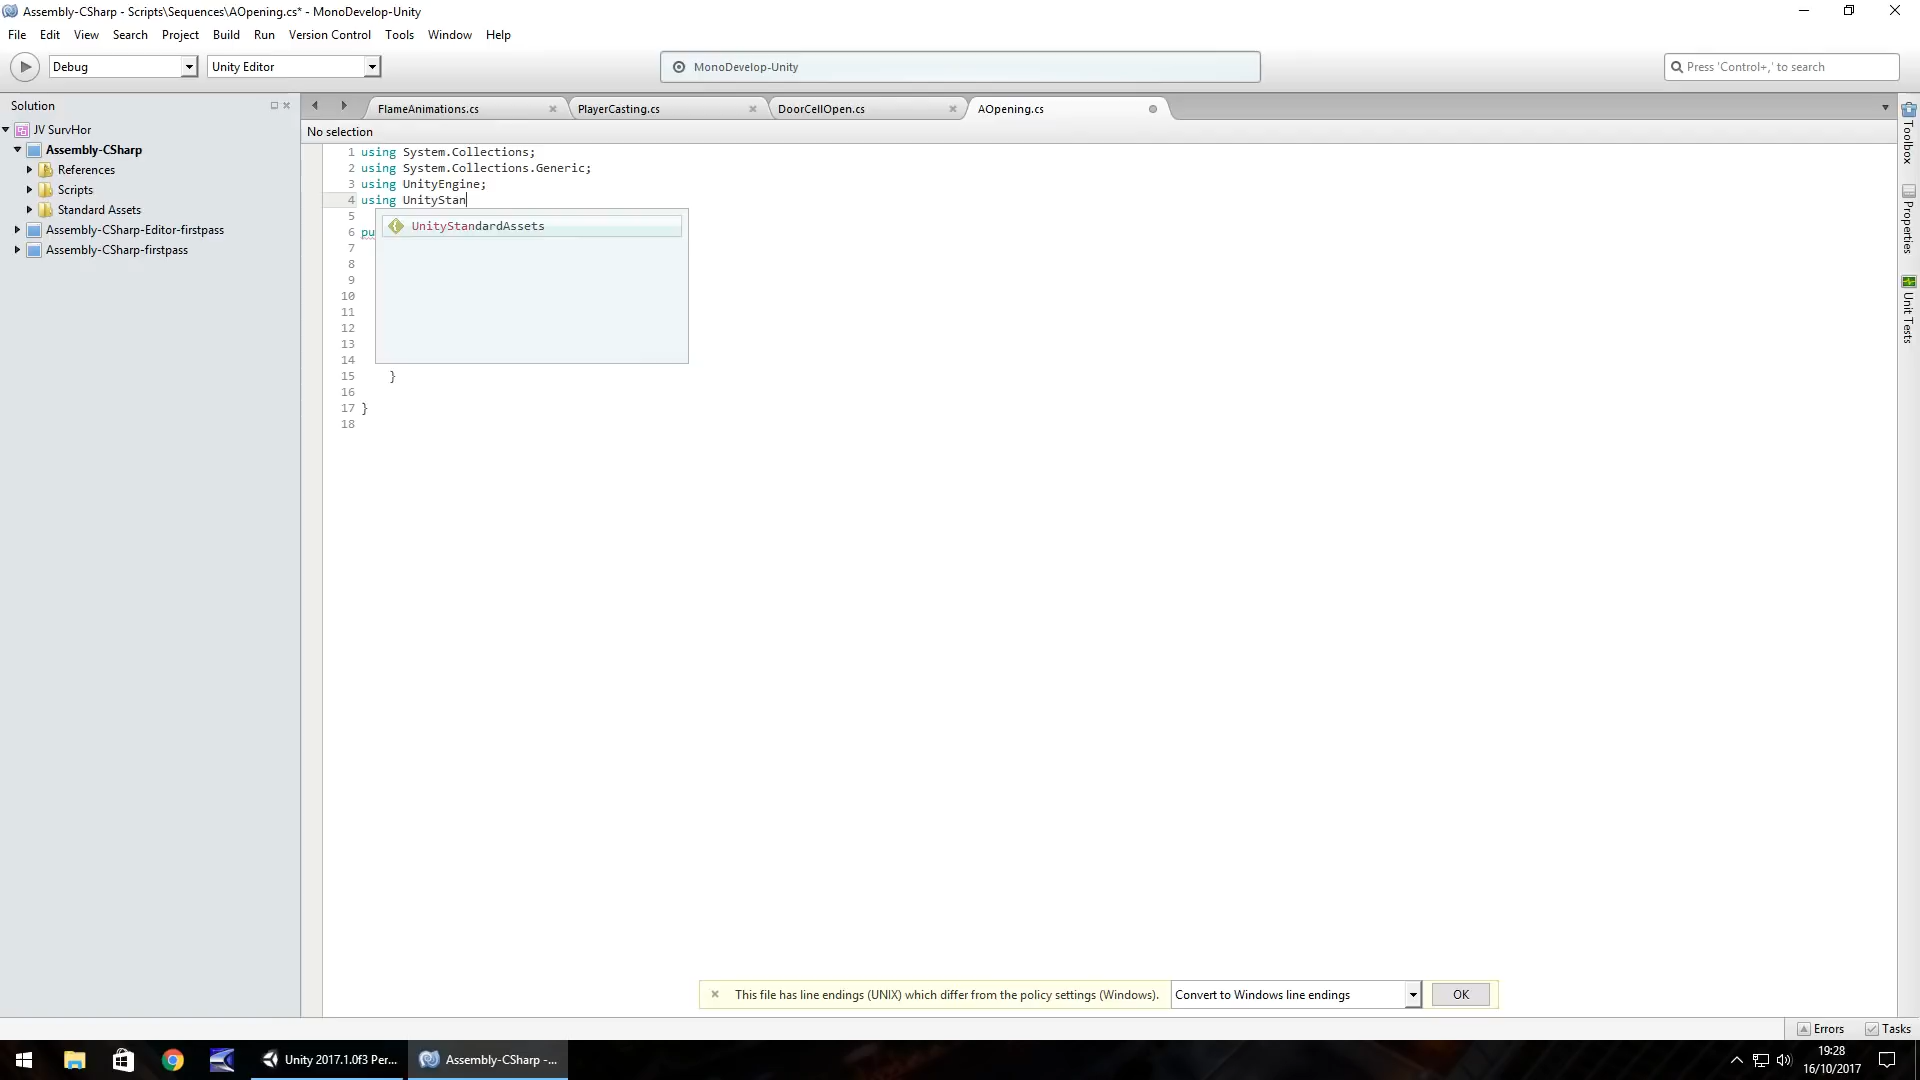 Assembly-CSharp - Scripts\Sequences\AOpening.cs* - MonoDevelop-Unity
File Edit View Search Project Build Run Version Control Tools Window Help
Debug Unity Editor MonoDevelop-Unity Press 'Control+,' to search
Solution
FlameAnimations.cs PlayerCasting.cs DoorCellOpen.cs AOpening.cs
No selection
JV SurvHor
Assembly-CSharp
References
Scripts
Standard Assets
Assembly-CSharp-Editor-firstpass
Assembly-CSharp-firstpass
1 using System.Collections;
2 using System.Collections.Generic;
3 using UnityEngine;
4 using UnityStan
5
UnityStandardAssets
6 pu
7
8
9
10
11
12
13
14
15 }
16
17 }
18
Toolbox
Properties
Unit Tests
This file has line endings (UNIX) which differ from the policy settings (Windows). Convert to Windows line endings OK
Errors Tasks
Unity 2017.1.0f3 Per... Assembly-CSharp -...
19:28
16/10/2017